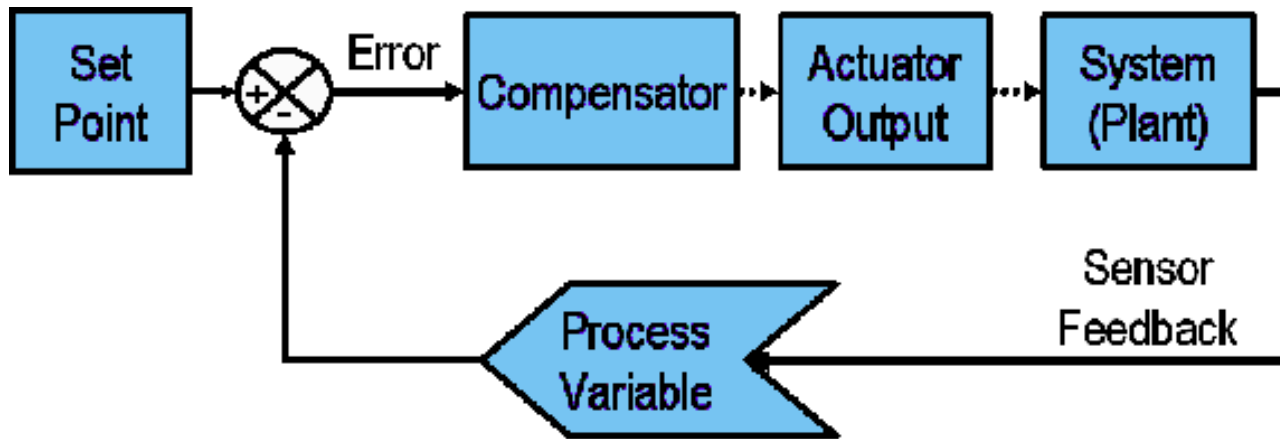 Set
Point
+
-
Error
Compensator
Actuator
Output
System
(Plant)
Sensor
Feedback
Process
Variable